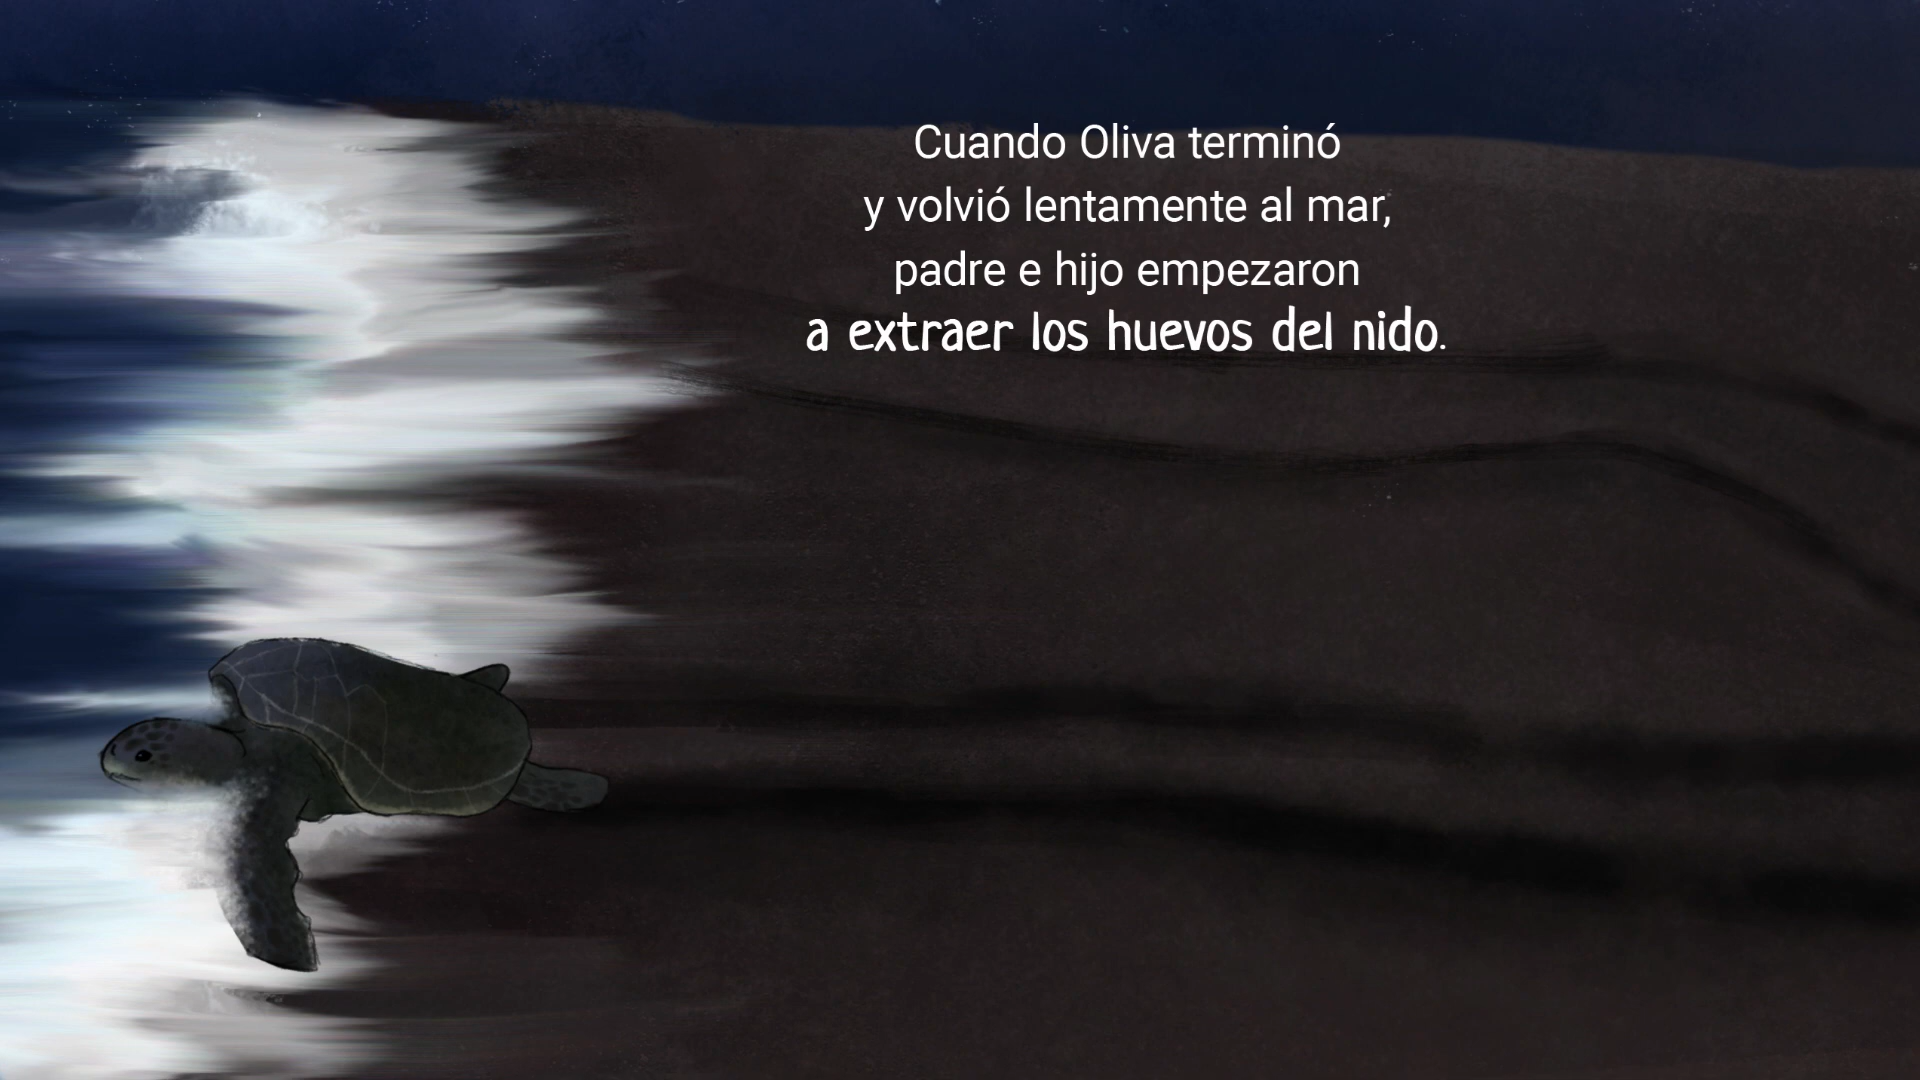 Cuando Oliva terminó
y volvió lentamente al mar,
padre e hijo empezaron
a extraer los huevos del nido.